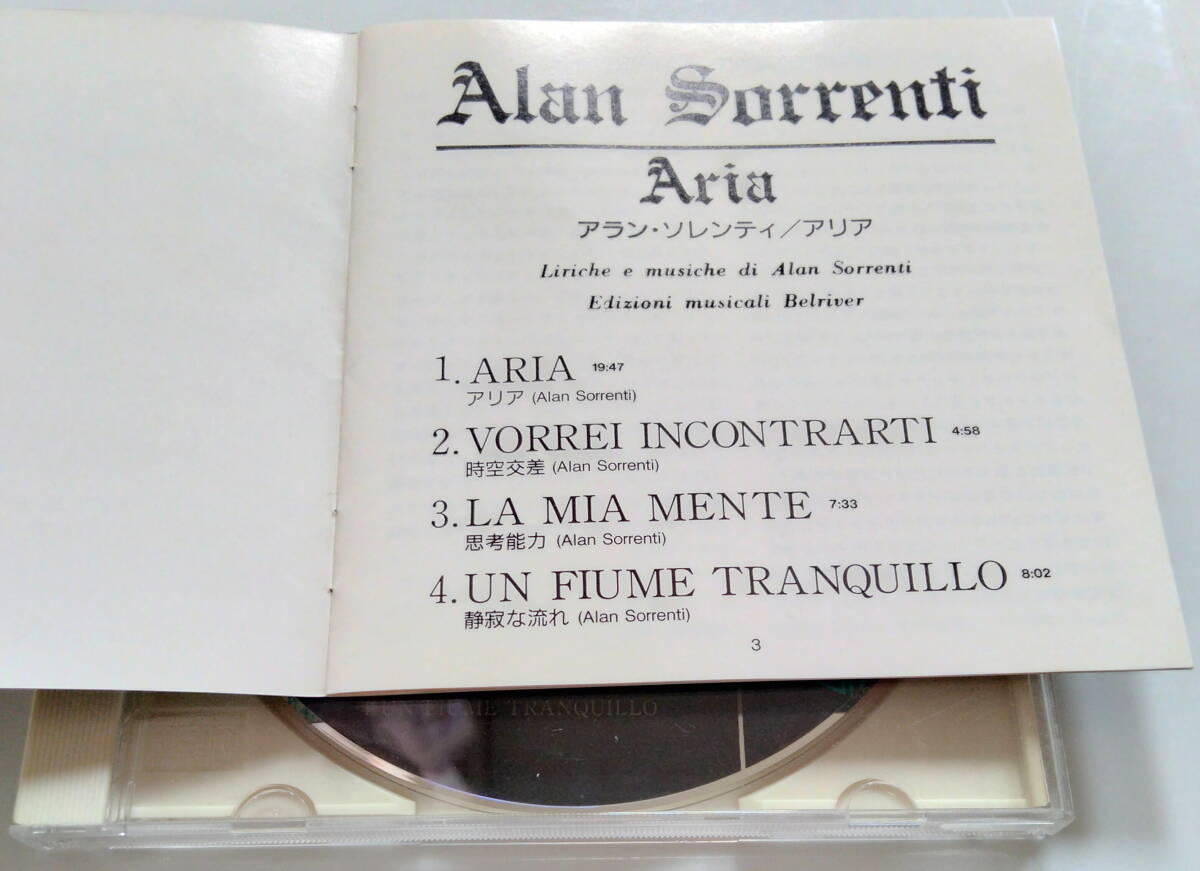 Alan Sorrenti
Aria
アラン・ソレンティ/アリア
Liriche e musiche di Alan Sorrenti
Edizioni musicali Belriver
1. ARIA 19:47
アリア (Alan Sorrenti)
2. VORREI INCONTRARTI 4:58
時空交差 (Alan Sorrenti)
3. LA MIA MENTE 7:33
思考能力 (Alan Sorrenti)
4. UN FIUME TRANQUILLO 8:02
静寂な流れ (Alan Sorrenti)
3
UN FIUME TRANQUILLO